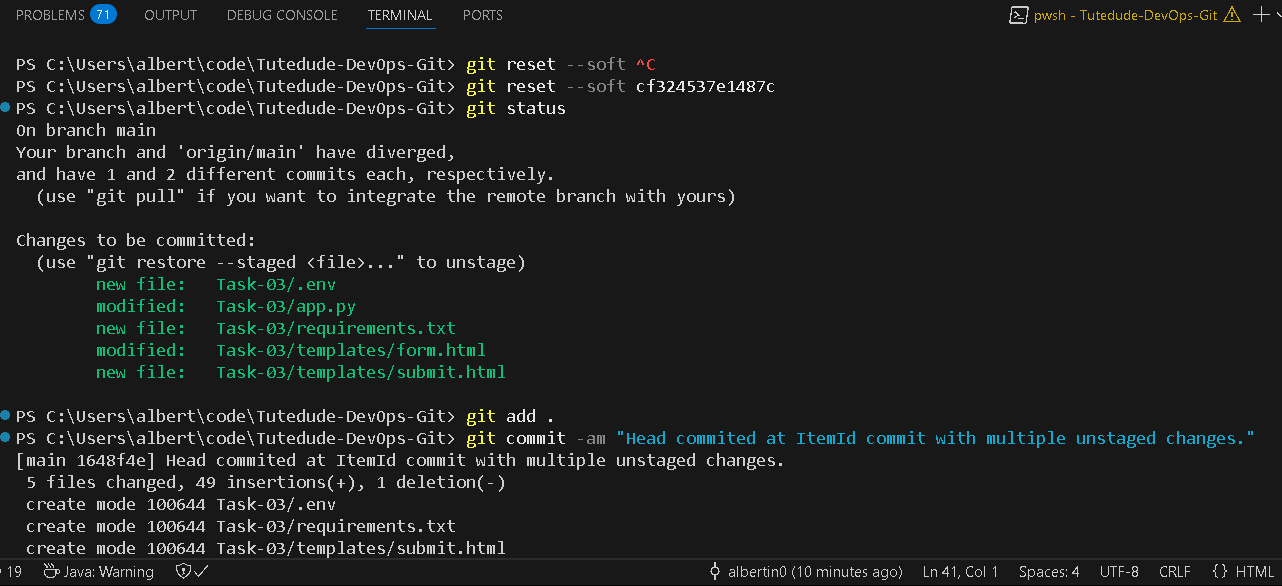 PROBLEMS 71 OUTPUT DEBUG CONSOLE TERMINAL PORTS pwsh - Tutedude-DevOps-Git
PS C:\Users\albert\code\Tutedude-DevOps-Git> git reset --soft ^C
PS C:\Users\albert\code\Tutedude-DevOps-Git> git reset --soft cf324537e1487c
PS C:\Users\albert\code\Tutedude-DevOps-Git> git status
On branch main
Your branch and 'origin/main' have diverged,
and have 1 and 2 different commits each, respectively.
  (use "git pull" if you want to integrate the remote branch with yours)
Changes to be committed:
  (use "git restore --staged <file>..." to unstage)
        new file:   Task-03/.env
        modified:   Task-03/app.py
        new file:   Task-03/requirements.txt
        modified:   Task-03/templates/form.html
        new file:   Task-03/templates/submit.html
PS C:\Users\albert\code\Tutedude-DevOps-Git> git add .
PS C:\Users\albert\code\Tutedude-DevOps-Git> git commit -am "Head commited at ItemId commit with multiple unstaged changes."
[main 1648f4e] Head commited at ItemId commit with multiple unstaged changes.
 5 files changed, 49 insertions(+), 1 deletion(-)
 create mode 100644 Task-03/.env
 create mode 100644 Task-03/requirements.txt
 create mode 100644 Task-03/templates/submit.html
19 Java: Warning albertin0 (10 minutes ago) Ln 41, Col 1 Spaces: 4 UTF-8 CRLF {} HTML